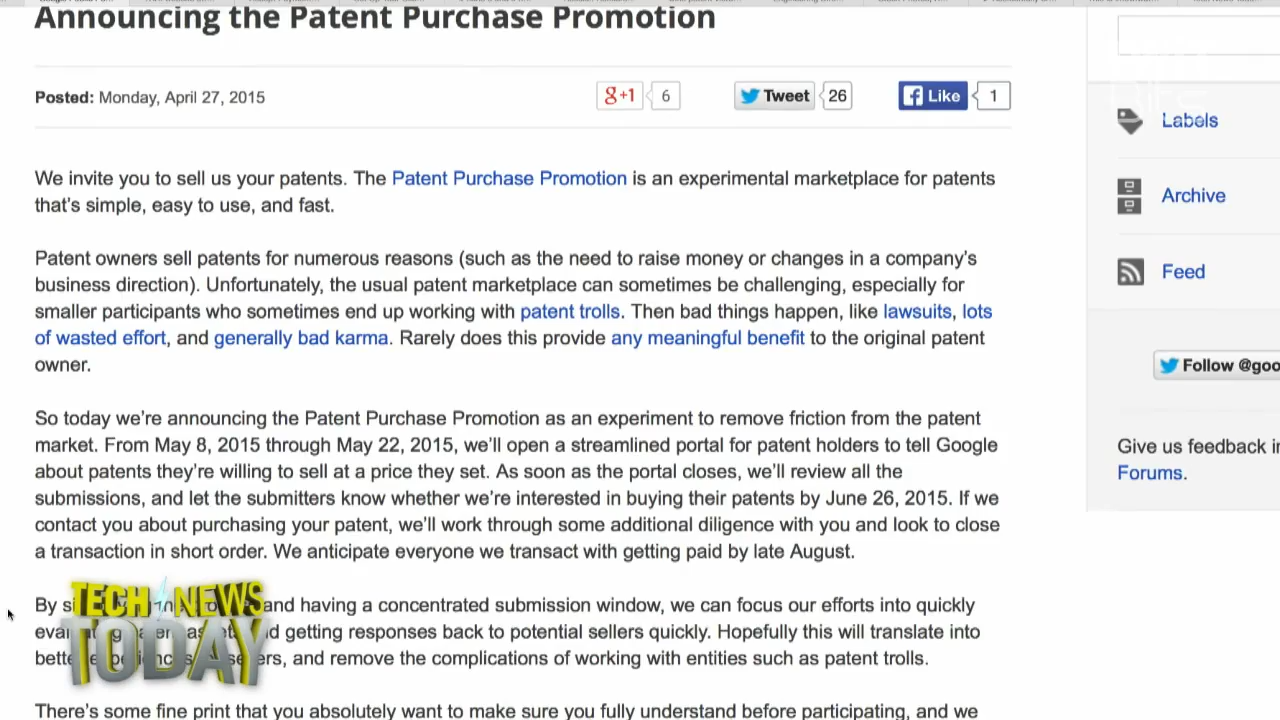 Announcing the Patent Purchase Promotion
Posted: Monday, April 27, 2015
g+1 6
Tweet 26
Like 1
Labels
Archive
Feed
Follow @goo
Give us feedback in
Forums.
We invite you to sell us your patents. The Patent Purchase Promotion is an experimental marketplace for patents
that’s simple, easy to use, and fast.
Patent owners sell patents for numerous reasons (such as the need to raise money or changes in a company’s
business direction). Unfortunately, the usual patent marketplace can sometimes be challenging, especially for
smaller participants who sometimes end up working with patent trolls. Then bad things happen, like lawsuits, lots
of wasted effort, and generally bad karma. Rarely does this provide any meaningful benefit to the original patent
owner.
So today we’re announcing the Patent Purchase Promotion as an experiment to remove friction from the patent
market. From May 8, 2015 through May 22, 2015, we’ll open a streamlined portal for patent holders to tell Google
about patents they’re willing to sell at a price they set. As soon as the portal closes, we’ll review all the
submissions, and let the submitters know whether we’re interested in buying their patents by June 26, 2015. If we
contact you about purchasing your patent, we’ll work through some additional diligence with you and look to close
a transaction in short order. We anticipate everyone we transact with getting paid by late August.
By and having a concentrated submission window, we can focus our efforts into quickly
getting responses back to potential sellers quickly. Hopefully this will translate into
and remove the complications of working with entities such as patent trolls.
There’s some fine print that you absolutely want to make sure you fully understand before participating, and we
TECH NEWS
TODAY